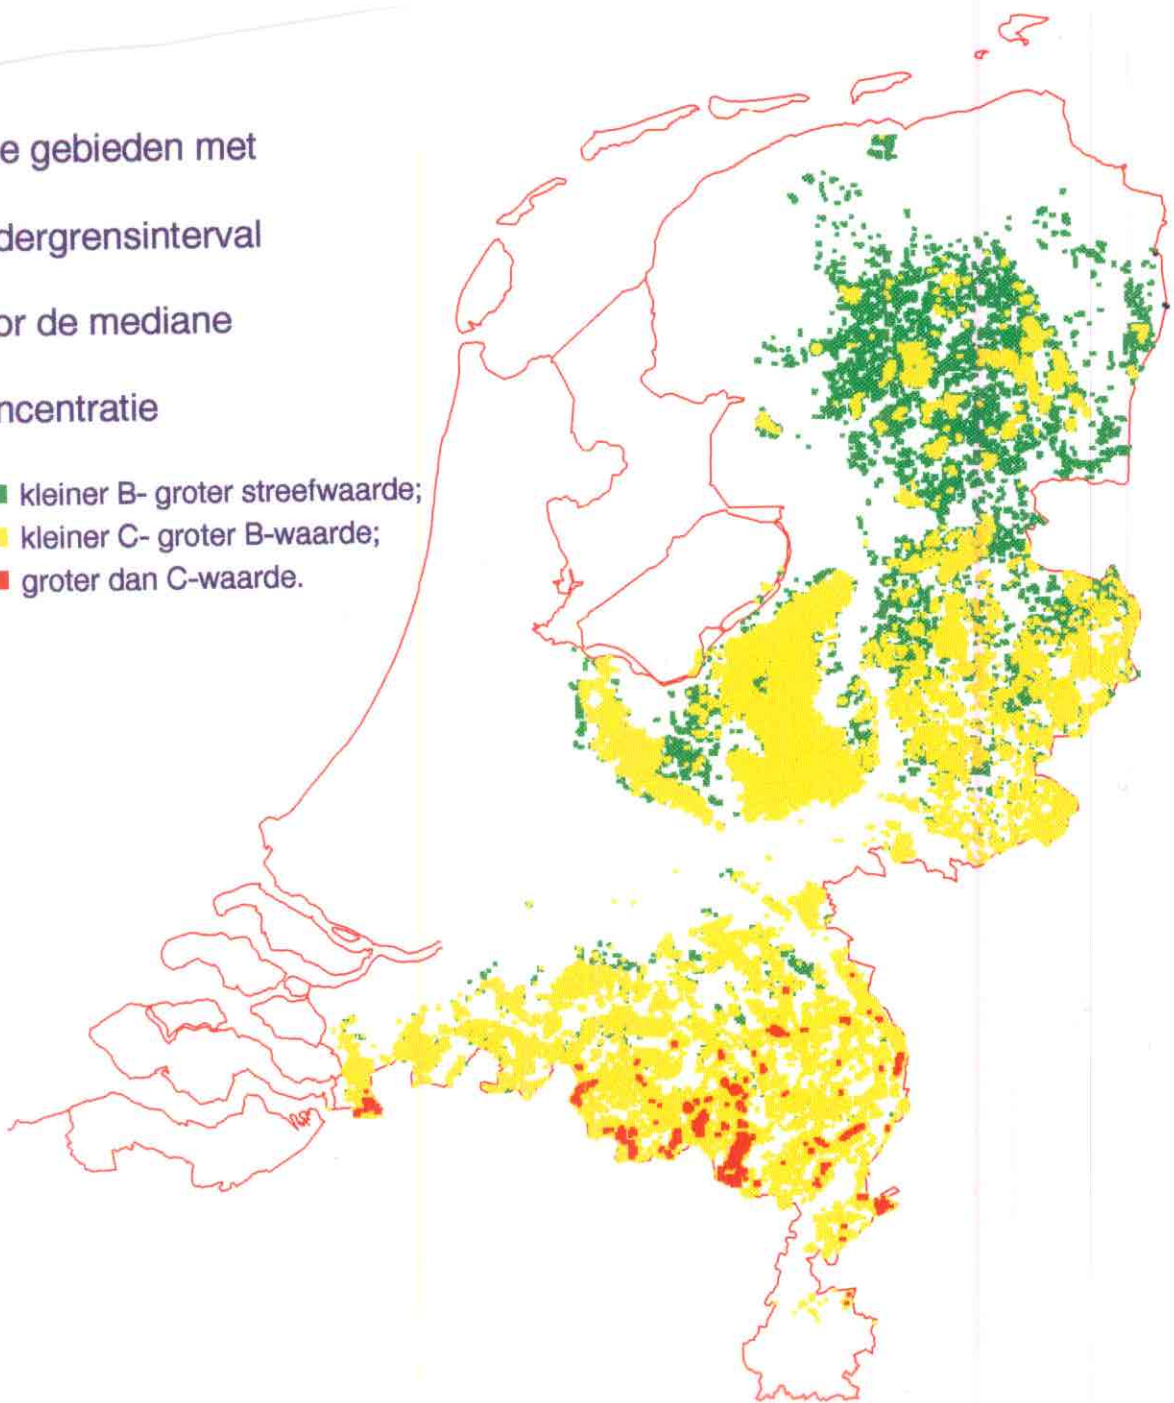 e gebieden met
dergrensinterval
or de mediane
ncentratie
kleiner B- groter streefwaarde;
kleiner C- groter B-waarde;
groter dan C-waarde.